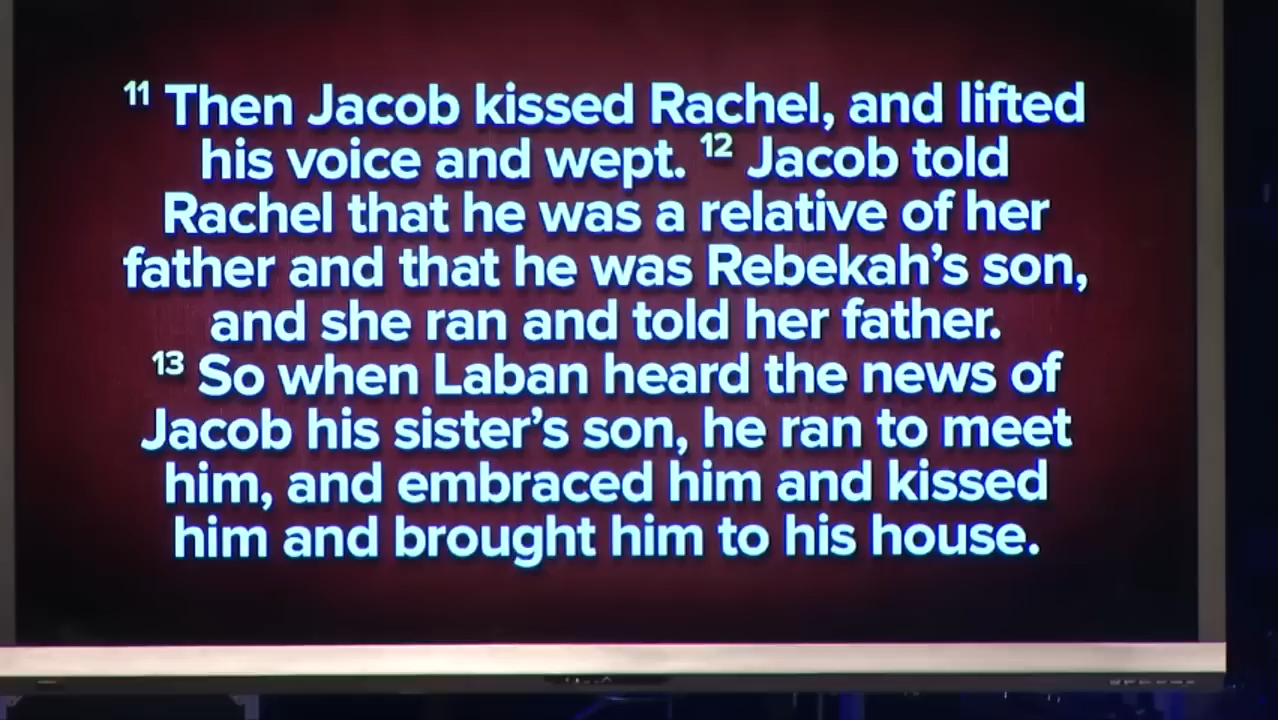 11 Then Jacob kissed Rachel, and lifted
his voice and wept. 12 Jacob told
Rachel that he was a relative of her
father and that he was Rebekah’s son,
and she ran and told her father.
13 So when Laban heard the news of
Jacob his sister’s son, he ran to meet
him, and embraced him and kissed
him and brought him to his house.